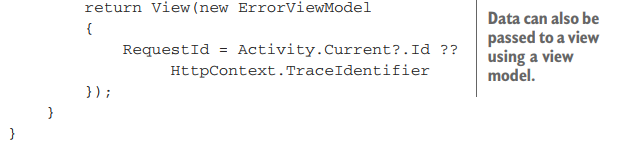 return View(new ErrorViewModel
{
RequestId = Activity.Current?.Id ??
HttpContext.TraceIdentifier
});
}
}
Data can also be
passed to a view
using a view
model.